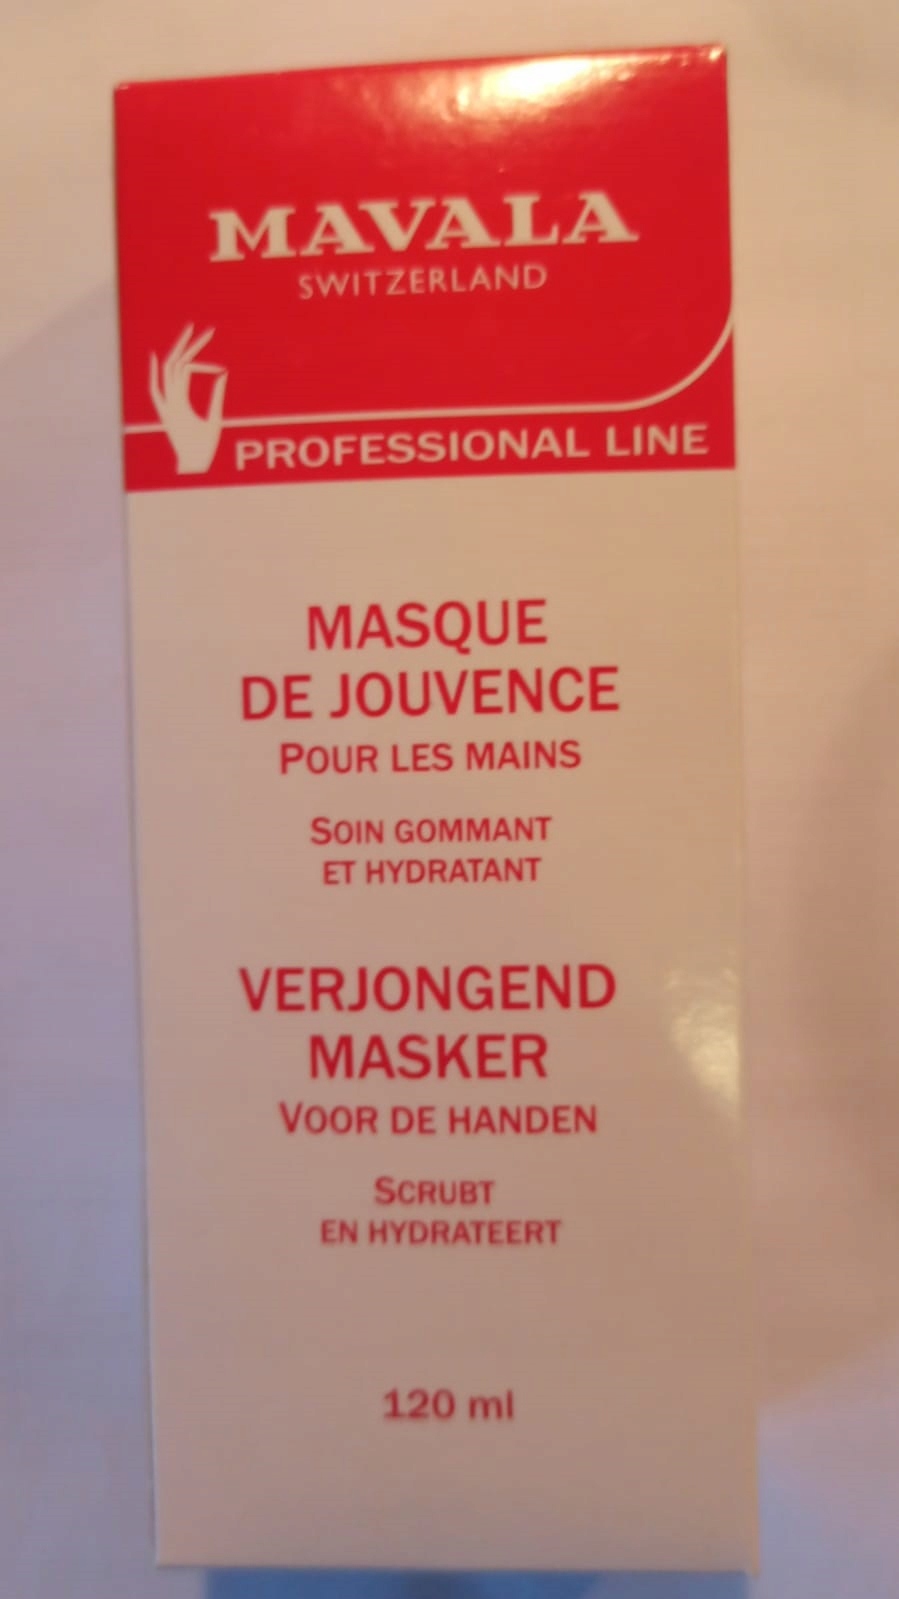 MAVALA
SWITZERLAND
PROFESSIONAL LINE
MASQUE
DE JOUVENCE
POUR LES MAINS
SOIN GOMMANT
ET HYDRATANT
VERJONGEND
MASKER
VOOR DE HANDEN
SCRUBT
EN HYDRATEERT
120 ml